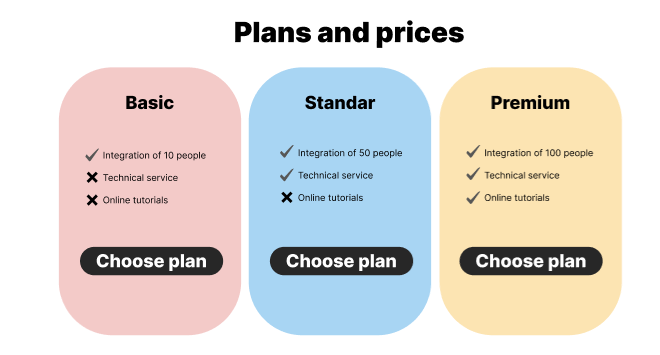 Plans and prices
Basic
Integration of 10 people
Technical service
Online tutorials
Choose plan
Standar
Integration of 50 people
Technical service
Online tutorials
Choose plan
Premium
Integration of 100 people
Technical service
Online tutorials
Choose plan